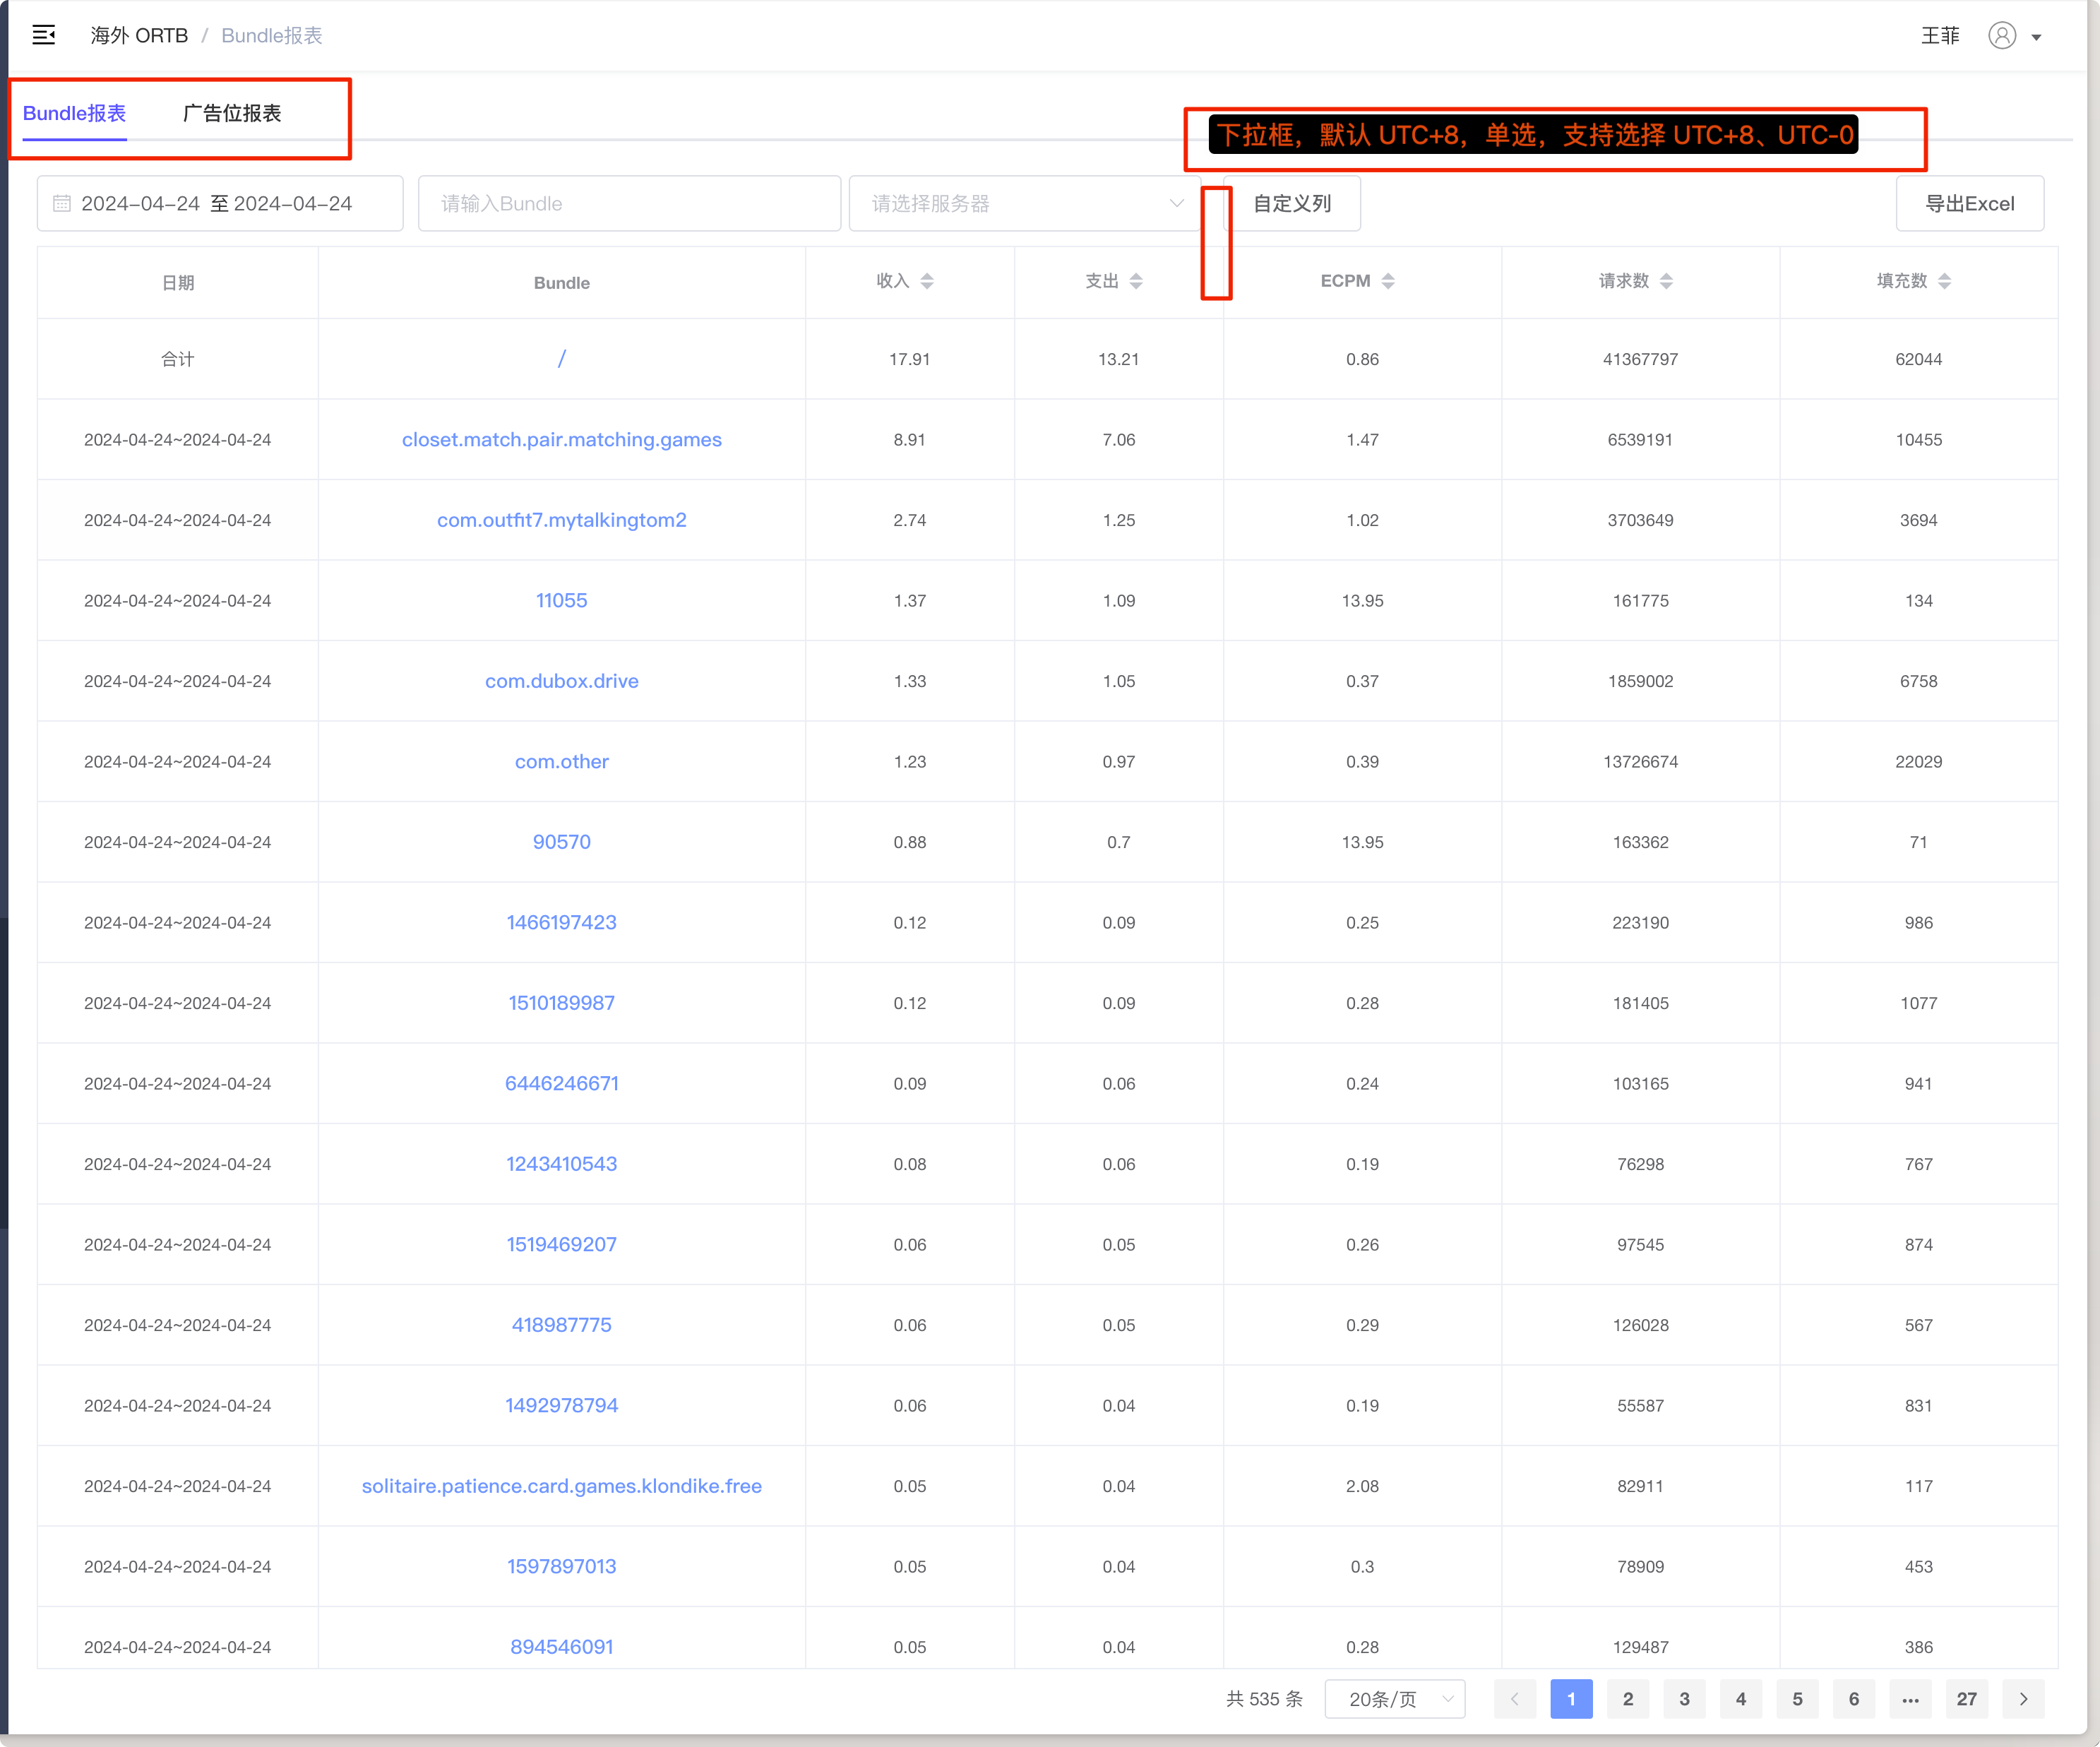 海外 ORTB / Bundle报表
王菲
Bundle报表 广告位报表
下拉框，默认 UTC+8，单选，支持选择 UTC+8、UTC-0
2024-04-24 至 2024-04-24 请输入Bundle 请选择服务器 自定义列 导出Excel
日期 Bundle 收入 支出 ECPM 请求数 填充数
合计 / 17.91 13.21 0.86 41367797 62044
2024-04-24~2024-04-24 closet.match.pair.matching.games 8.91 7.06 1.47 6539191 10455
2024-04-24~2024-04-24 com.outfit7.mytalkingtom2 2.74 1.25 1.02 3703649 3694
2024-04-24~2024-04-24 11055 1.37 1.09 13.95 161775 134
2024-04-24~2024-04-24 com.dubox.drive 1.33 1.05 0.37 1859002 6758
2024-04-24~2024-04-24 com.other 1.23 0.97 0.39 13726674 22029
2024-04-24~2024-04-24 90570 0.88 0.7 13.95 163362 71
2024-04-24~2024-04-24 1466197423 0.12 0.09 0.25 223190 986
2024-04-24~2024-04-24 1510189987 0.12 0.09 0.28 181405 1077
2024-04-24~2024-04-24 6446246671 0.09 0.06 0.24 103165 941
2024-04-24~2024-04-24 1243410543 0.08 0.06 0.19 76298 767
2024-04-24~2024-04-24 1519469207 0.06 0.05 0.26 97545 874
2024-04-24~2024-04-24 418987775 0.06 0.05 0.29 126028 567
2024-04-24~2024-04-24 1492978794 0.06 0.04 0.19 55587 831
2024-04-24~2024-04-24 solitaire.patience.card.games.klondike.free 0.05 0.04 2.08 82911 117
2024-04-24~2024-04-24 1597897013 0.05 0.04 0.3 78909 453
2024-04-24~2024-04-24 894546091 0.05 0.04 0.28 129487 386
共 535 条 20条/页 < 1 2 3 4 5 6 ... 27 >